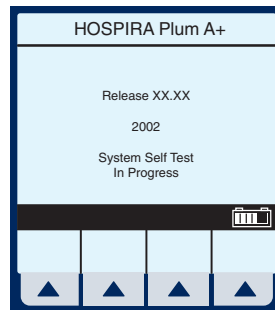 HOSPIRA Plum A+
Release XX.XX
2002
System Self Test
In Progress